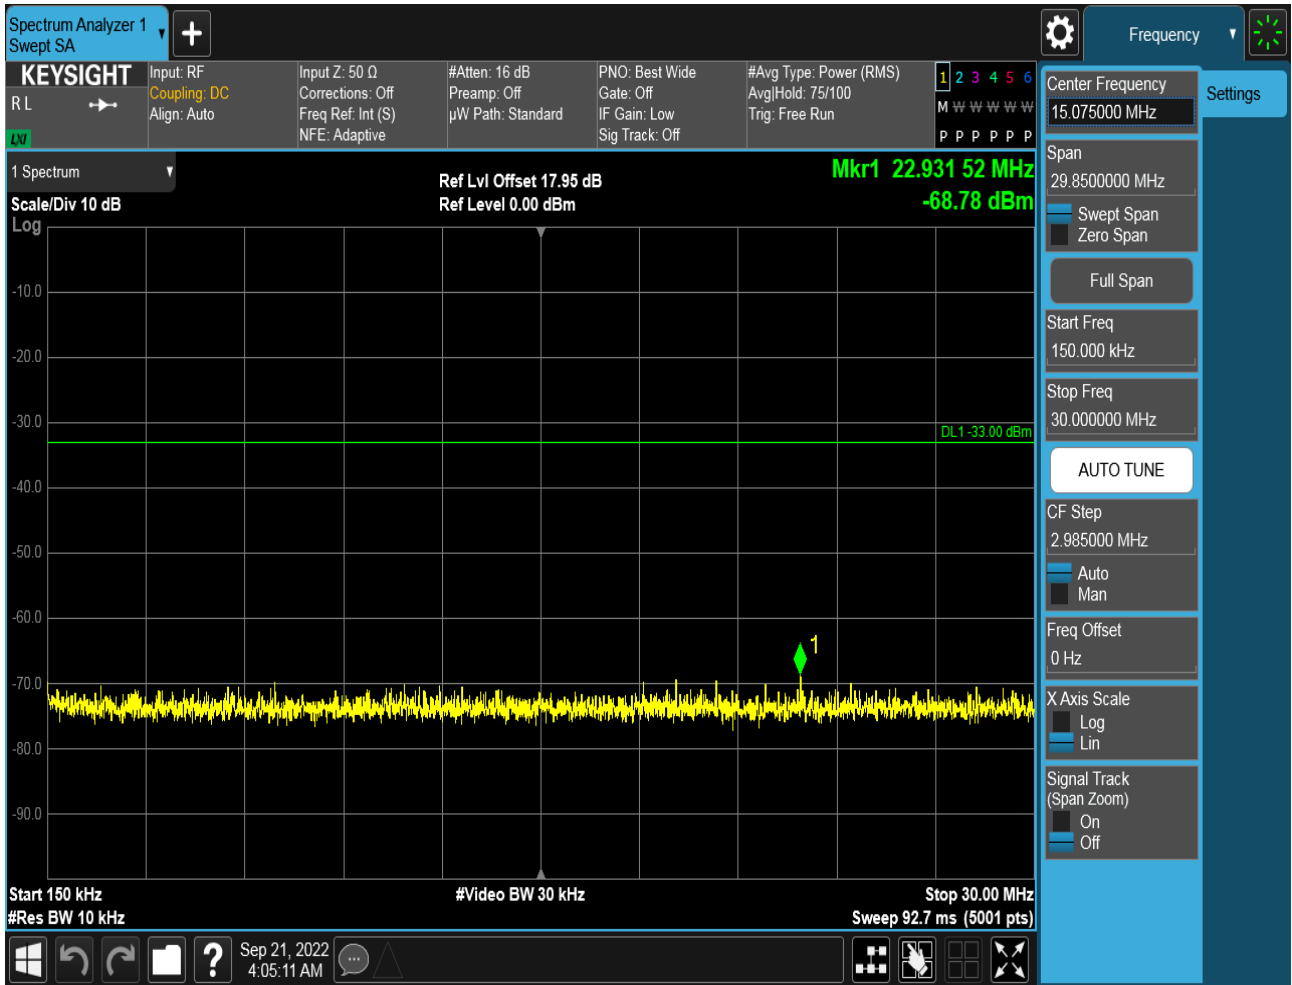 Spectrum Analyzer 1
Swept SA
Frequency
KEYSIGHT
R L
LXI
Input: RF
Coupling: DC
Align: Auto
Input Z: 50 Ω
Corrections: Off
Freq Ref: Int (S)
NFE: Adaptive
#Atten: 16 dB
Preamp: Off
µW Path: Standard
PNO: Best Wide
Gate: Off
IF Gain: Low
Sig Track: Off
#Avg Type: Power (RMS)
Avg|Hold: 75/100
Trig: Free Run
1 2 3 4 5 6
M W W W W W
P P P P P P
1 Spectrum
Scale/Div 10 dB
Log
Ref Lvl Offset 17.95 dB
Ref Level 0.00 dBm
Mkr1 22.931 52 MHz
-68.78 dBm
-10.0
-20.0
-30.0
DL1 -33.00 dBm
-40.0
-50.0
-60.0
1
-70.0
-80.0
-90.0
Start 150 kHz
#Res BW 10 kHz
#Video BW 30 kHz
Stop 30.00 MHz
Sweep 92.7 ms (5001 pts)
Center Frequency
15.075000 MHz
Settings
Span
29.8500000 MHz
Swept Span
Zero Span
Full Span
Start Freq
150.000 kHz
Stop Freq
30.000000 MHz
AUTO TUNE
CF Step
2.985000 MHz
Auto
Man
Freq Offset
0 Hz
X Axis Scale
Log
Lin
Signal Track
(Span Zoom)
On
Off
?
Sep 21, 2022
4:05:11 AM